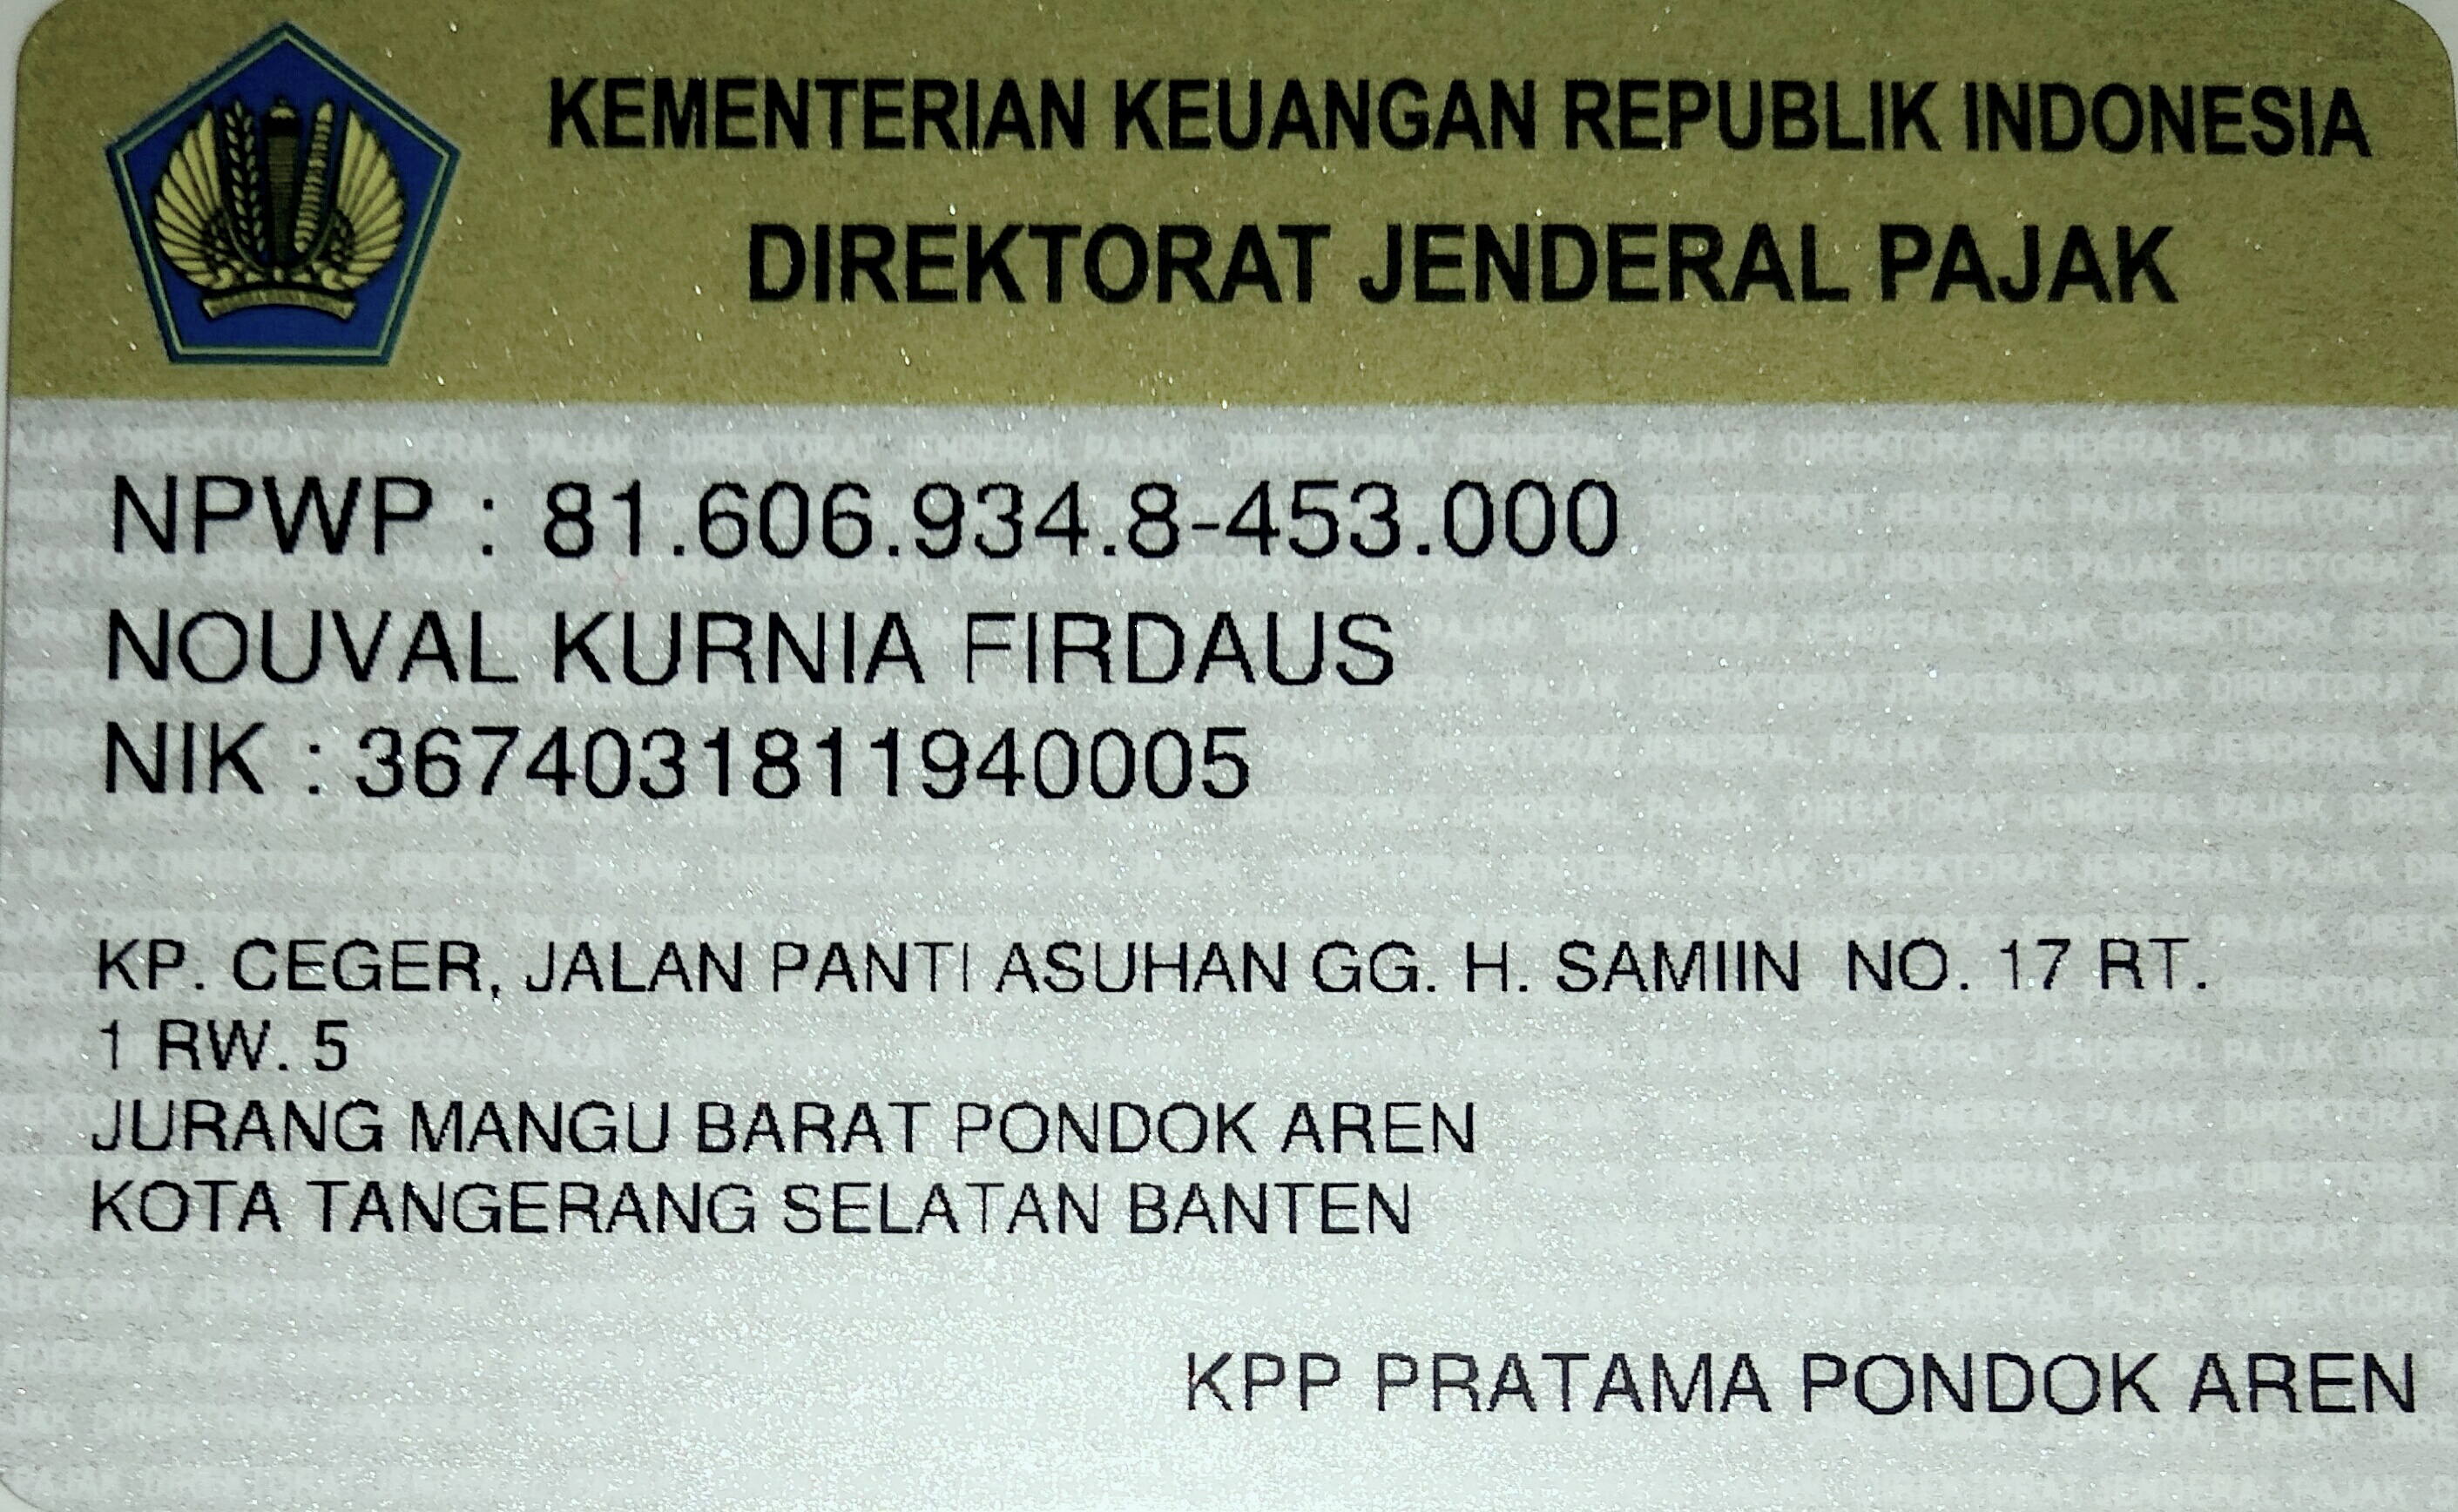 KEMENTERIAN KEUANGAN REPUBLIK INDONESIA
DIREKTORAT JENDERAL PAJAK
NPWP : 81.606.934.8-453.000
NOUVAL KURNIA FIRDAUS
NIK : 3674031811940005
KP. CEGER, JALAN PANTI ASUHAN GG. H. SAMIIN NO. 17 RT.
1 RW. 5
JURANG MANGU BARAT PONDOK AREN
KOTA TANGERANG SELATAN BANTEN
KPP PRATAMA PONDOK AREN